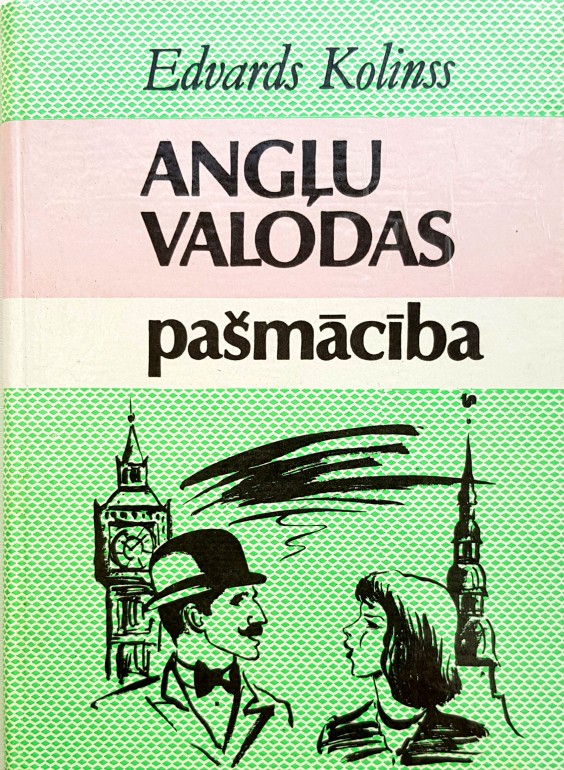 Edvards Kolinss
ANGĻU
VALODAS
pašmācība